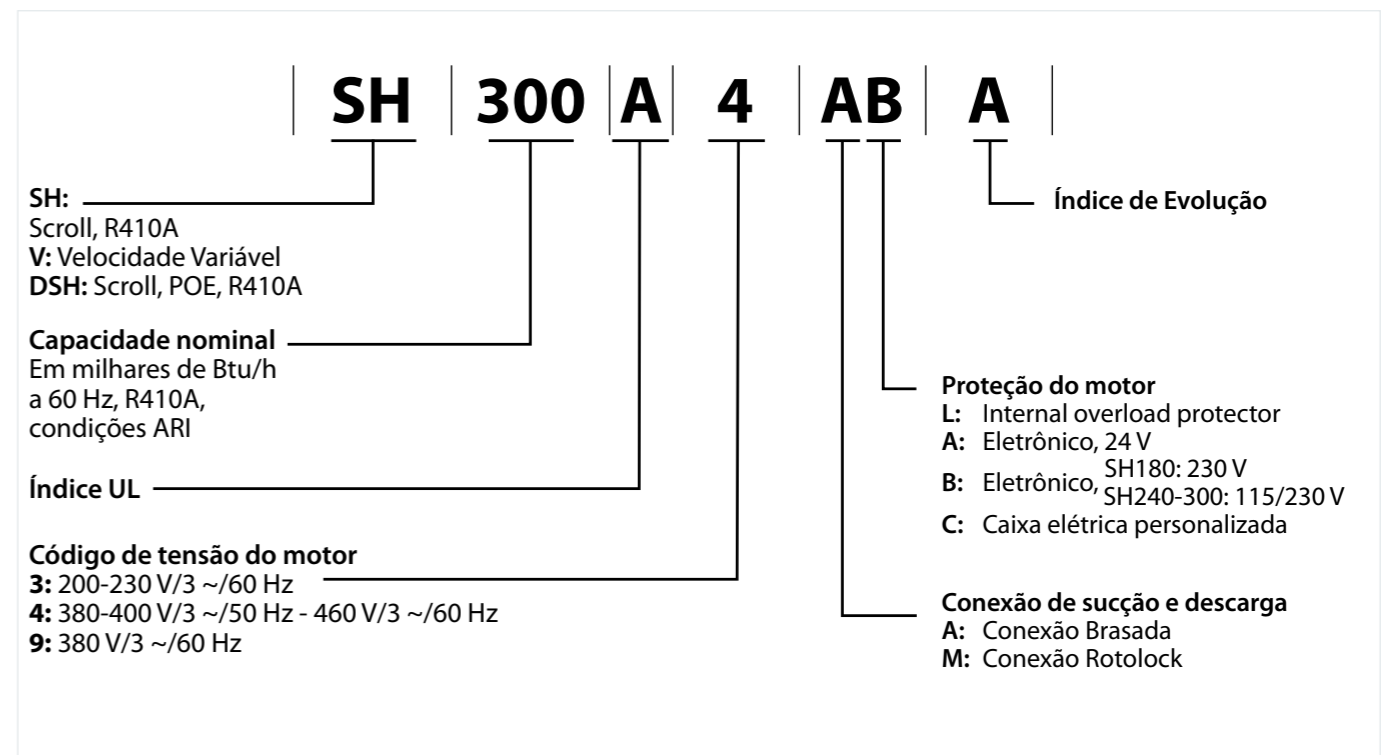 SH 300 A 4 AB A
SH:
Scroll, R410A
V: Velocidade Variável
DSH: Scroll, POE, R410A
Capacidade nominal
Em milhares de Btu/h
a 60 Hz, R410A,
condições ARI
Índice UL
Código de tensão do motor
3: 200-230 V/3 ~/60 Hz
4: 380-400 V/3 ~/50 Hz - 460 V/3 ~/60 Hz
9: 380 V/3 ~/60 Hz
Índice de Evolução
Proteção do motor
L: Internal overload protector
A: Eletrônico, 24 V
B: Eletrônico, SH180: 230 V
SH240-300: 115/230 V
C: Caixa elétrica personalizada
Conexão de sucção e descarga
A: Conexão Brasada
M: Conexão Rotolock